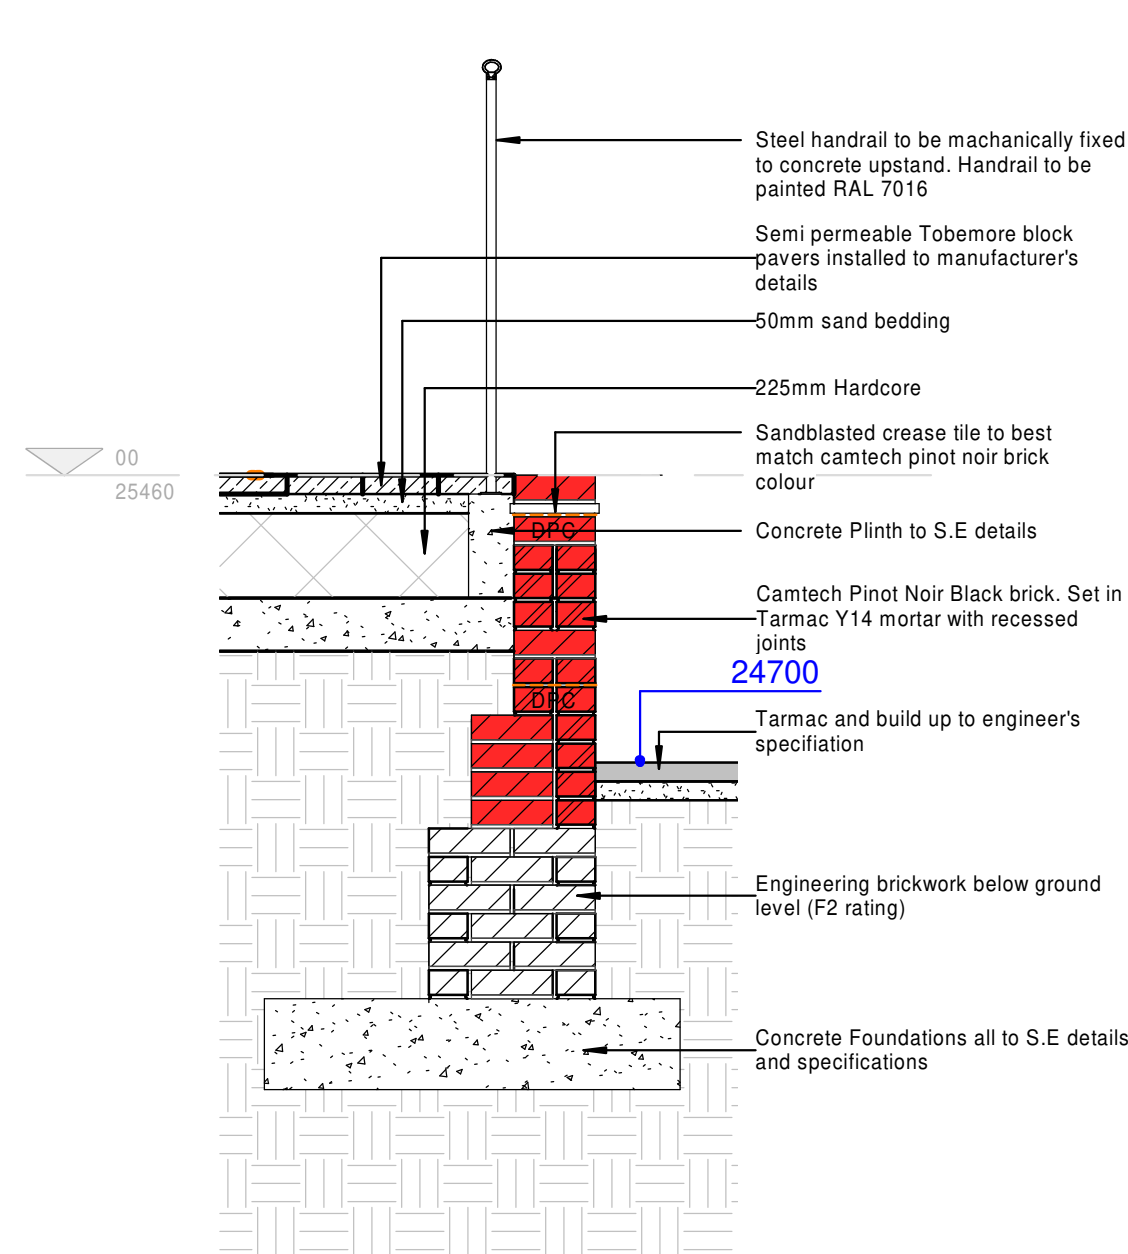 Steel handrail to be machanically fixed
to concrete upstand. Handrail to be
painted RAL 7016
Semi permeable Tobemore block
pavers installed to manufacturer's
details
50mm sand bedding
225mm Hardcore
Sandblasted crease tile to best
match camtech pinot noir brick
colour
00
25460
DPC
Concrete Plinth to S.E details
Camtech Pinot Noir Black brick. Set in
Tarmac Y14 mortar with recessed
joints
24700
DPC
Tarmac and build up to engineer's
specifiation
Engineering brickwork below ground
level (F2 rating)
Concrete Foundations all to S.E details
and specifications